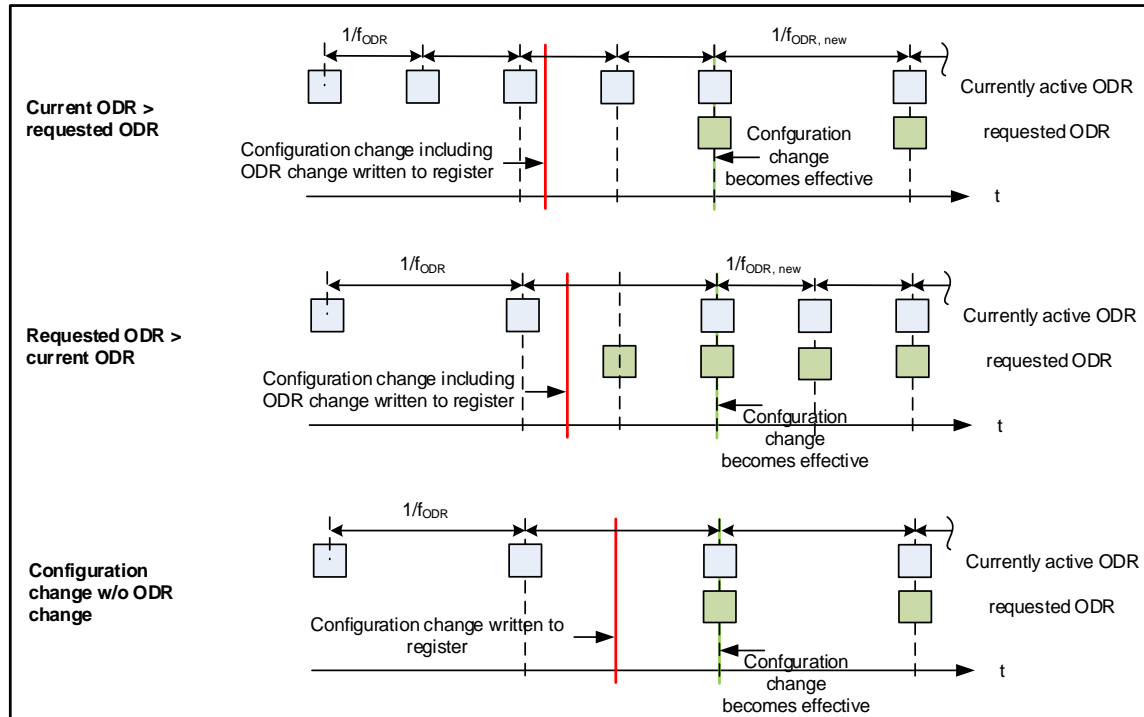 1/fODR
1/fODR, new
Currently active ODR
Current ODR >
requested ODR
requested ODR
Configuration change including
ODR change written to register
Confguration
change
becomes effective
t
1/fODR
1/fODR, new
Currently active ODR
Requested ODR >
current ODR
requested ODR
Configuration change including
ODR change written to register
Confguration
change
becomes effective
t
1/fODR
Currently active ODR
Configuration
change w/o ODR
change
requested ODR
Configuration change written to
register
Confguration
change
becomes effective
t